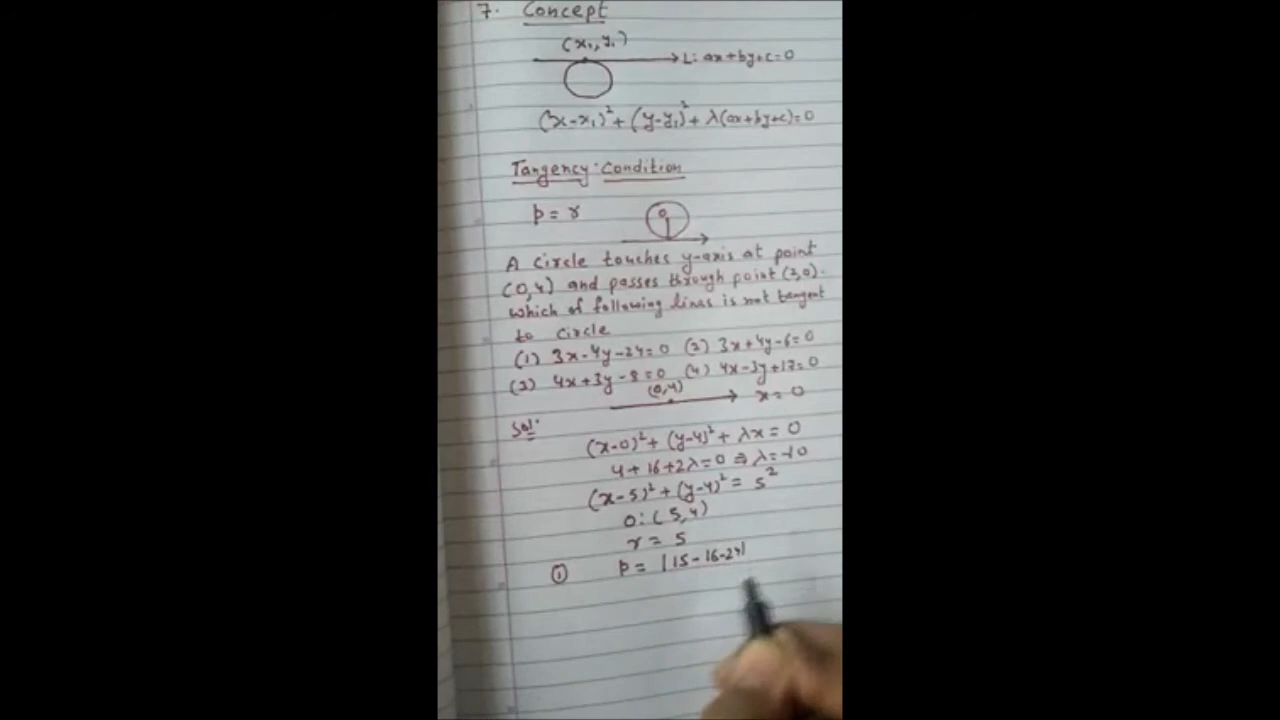 7. Concept
(x₁, y₁)
L: ax+by+c=0
(x-x₁)² + (y-y₁)² + λ(ax+by+c)=0
Tangency Condition
p = r
O
A circle touches y-axis at point
(0,4) and passes through point (2,0).
which of following lines is not tangent
to circle
(1) 3x-4y-24=0 (2) 3x+4y-6=0
(3) 4x+3y-8=0 (4) 4x-3y+17=0
(0,4)
x=0
Sol:
(x-0)² + (y-4)² + λx = 0
4+16+2λ=0 ⇒ λ=-10
(x-5)² + (y-4)² = 5²
O: (5,4)
r = 5
① p = |15-16-24|